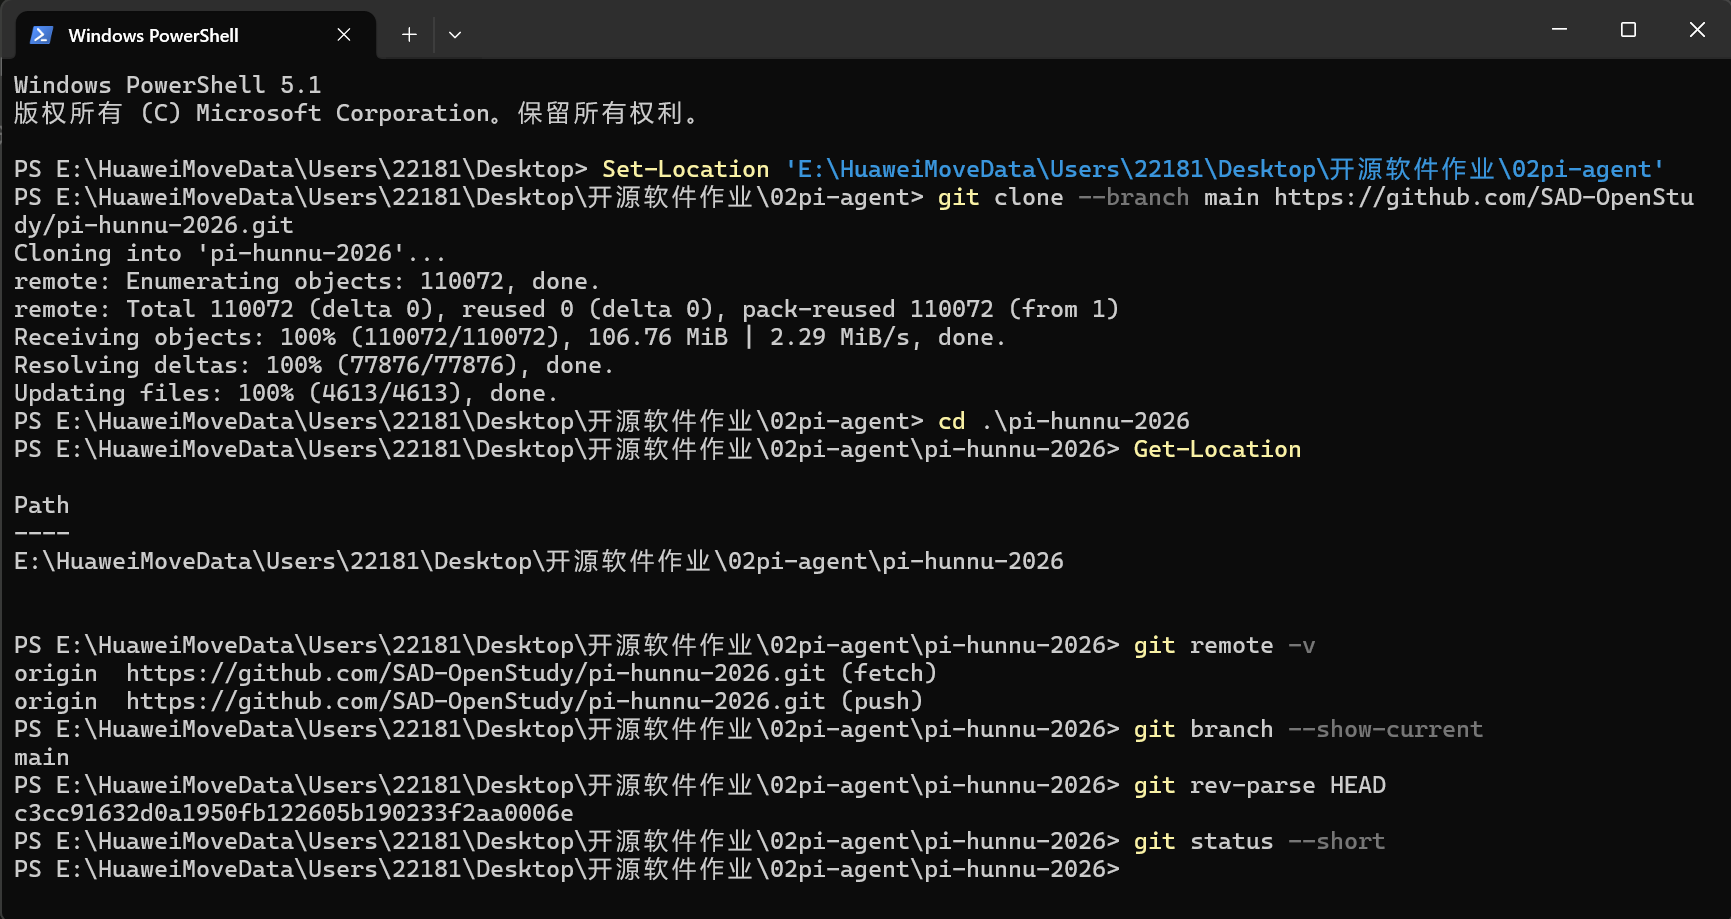 Windows PowerShell
Windows PowerShell 5.1
版权所有 (C) Microsoft Corporation。保留所有权利。
PS E:\HuaweiMoveData\Users\22181\Desktop> Set-Location 'E:\HuaweiMoveData\Users\22181\Desktop\开源软件作业\02pi-agent'
PS E:\HuaweiMoveData\Users\22181\Desktop\开源软件作业\02pi-agent> git clone --branch main https://github.com/SAD-OpenStu
dy/pi-hunnu-2026.git
Cloning into 'pi-hunnu-2026'...
remote: Enumerating objects: 110072, done.
remote: Total 110072 (delta 0), reused 0 (delta 0), pack-reused 110072 (from 1)
Receiving objects: 100% (110072/110072), 106.76 MiB | 2.29 MiB/s, done.
Resolving deltas: 100% (77876/77876), done.
Updating files: 100% (4613/4613), done.
PS E:\HuaweiMoveData\Users\22181\Desktop\开源软件作业\02pi-agent> cd .\pi-hunnu-2026
PS E:\HuaweiMoveData\Users\22181\Desktop\开源软件作业\02pi-agent\pi-hunnu-2026> Get-Location
Path
----
E:\HuaweiMoveData\Users\22181\Desktop\开源软件作业\02pi-agent\pi-hunnu-2026
PS E:\HuaweiMoveData\Users\22181\Desktop\开源软件作业\02pi-agent\pi-hunnu-2026> git remote -v
origin  https://github.com/SAD-OpenStudy/pi-hunnu-2026.git (fetch)
origin  https://github.com/SAD-OpenStudy/pi-hunnu-2026.git (push)
PS E:\HuaweiMoveData\Users\22181\Desktop\开源软件作业\02pi-agent\pi-hunnu-2026> git branch --show-current
main
PS E:\HuaweiMoveData\Users\22181\Desktop\开源软件作业\02pi-agent\pi-hunnu-2026> git rev-parse HEAD
c3cc91632d0a1950fb122605b190233f2aa0006e
PS E:\HuaweiMoveData\Users\22181\Desktop\开源软件作业\02pi-agent\pi-hunnu-2026> git status --short
PS E:\HuaweiMoveData\Users\22181\Desktop\开源软件作业\02pi-agent\pi-hunnu-2026>